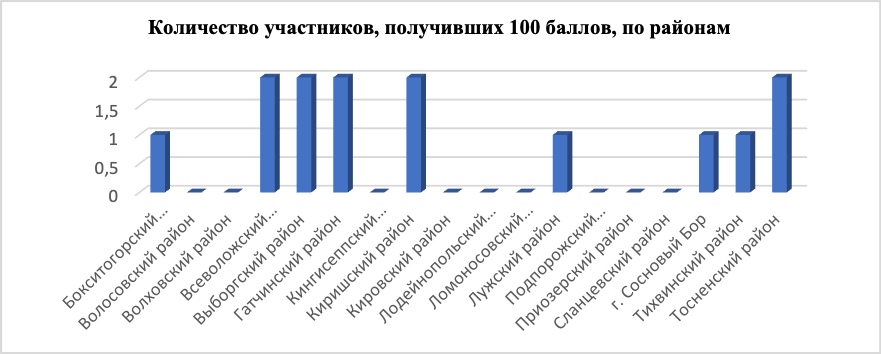 Количество участников, получивших 100 баллов, по районам
2
1,5
1
0,5
0
Бокситогорский...
Волосовский район
Волховский район
Всеволожский...
Выборгский район
Гатчинский район
Кингисеппский...
Киришский район
Кировский район
Лодейнопольский...
Ломоносовский...
Лужский район
Подпорожский...
Приозерский район
Сланцевский район
г. Сосновый Бор
Тихвинский район
Тосненский район